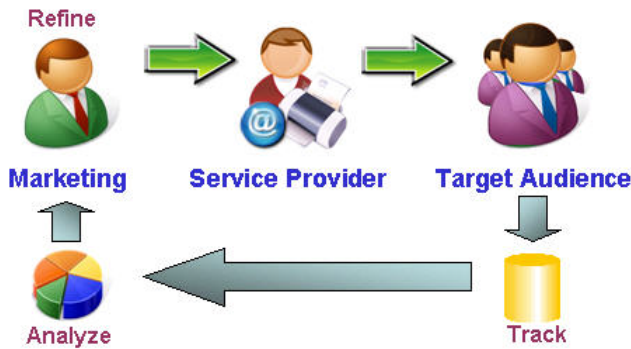 Refine
@
Marketing
Service Provider
Target Audience
Analyze
Track